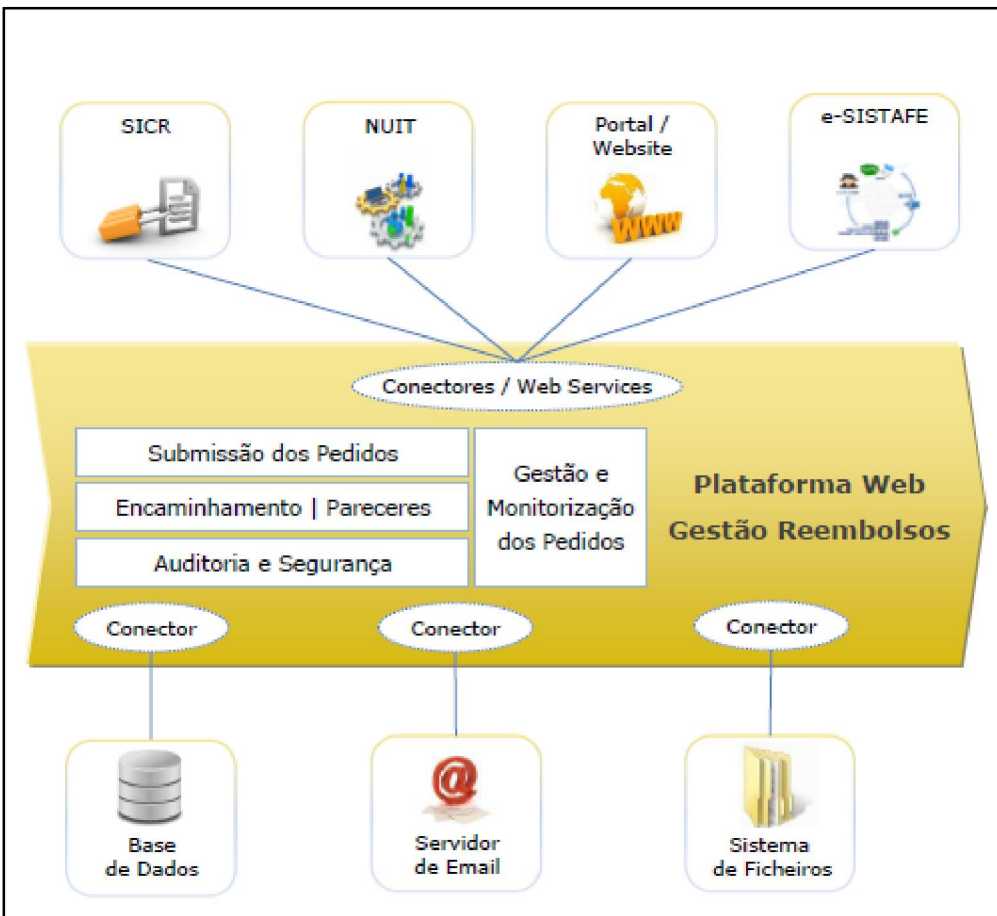 SICR
NUIT
Portal /
Website
e-SISTAFE
WWW
Conectores / Web Services
Submissão dos Pedidos
Encaminhamento | Pareceres
Auditoria e Segurança
Gestão e
Monitorização
dos Pedidos
Plataforma Web
Gestão Reembolsos
Conector
Conector
Conector
Base
de Dados
@
Servidor
de Email
Sistema
de Ficheiros